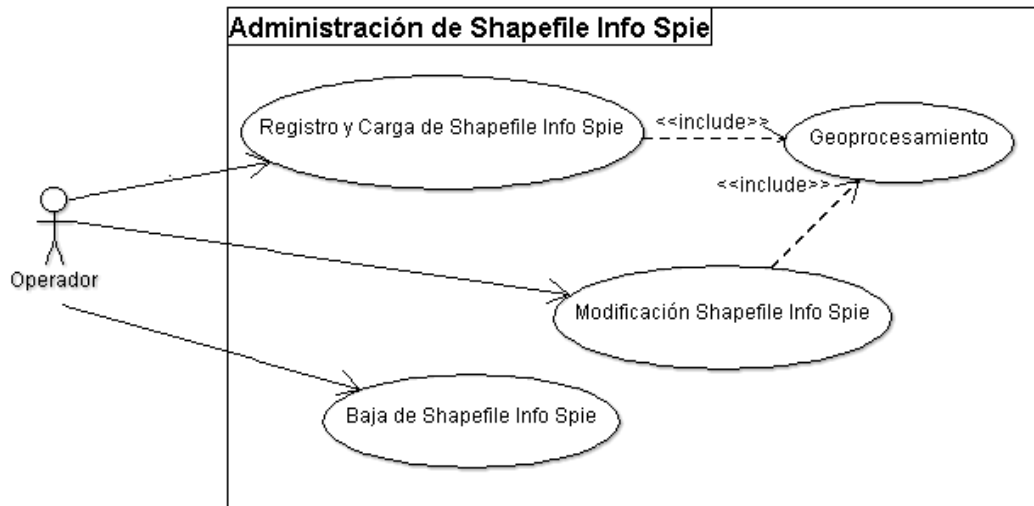 Administración de Shapefile Info Spie
Registro y Carga de Shapefile Info Spie
<<include>>
Geoprocesamiento
<<include>>
Operador
Modificación Shapefile Info Spie
Baja de Shapefile Info Spie